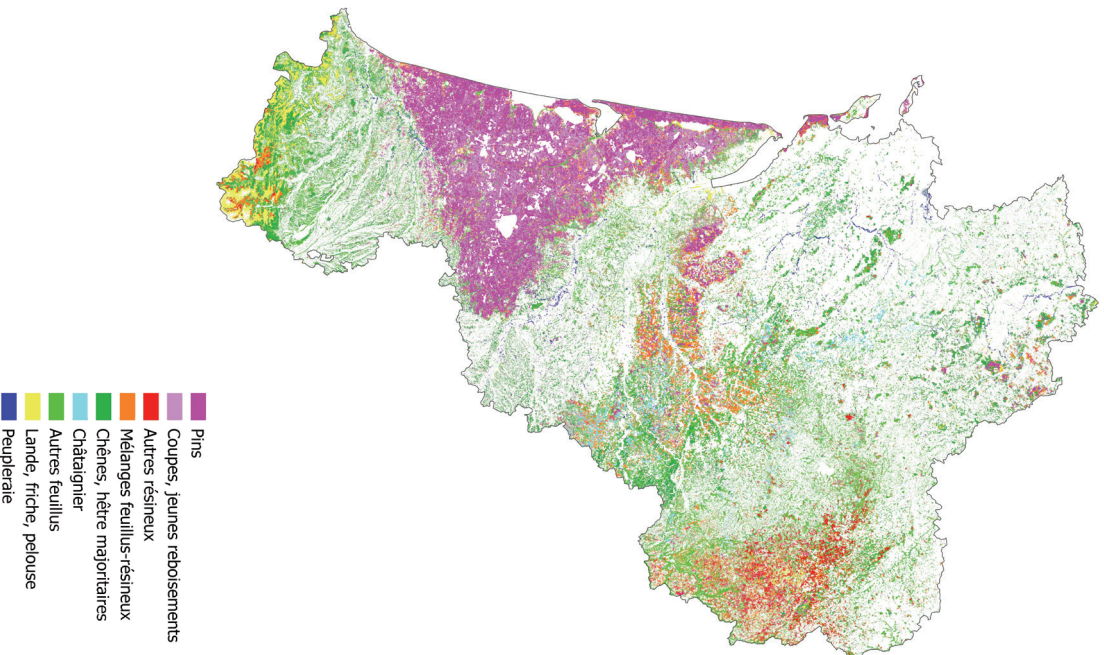 Pins
Coupes, jeunes reboisements
Autres résineux
Mélanges feuillus-résineux
Chênes, hêtre majoritaires
Châtaignier
Autres feuillus
Lande, friche, pelouse
Peupleraie